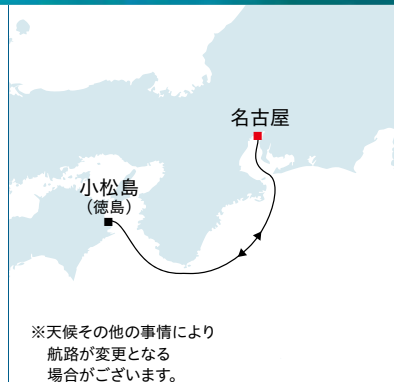 名古屋
小松島
（徳島）
※天候その他の事情により
航路が変更となる
場合がございます。